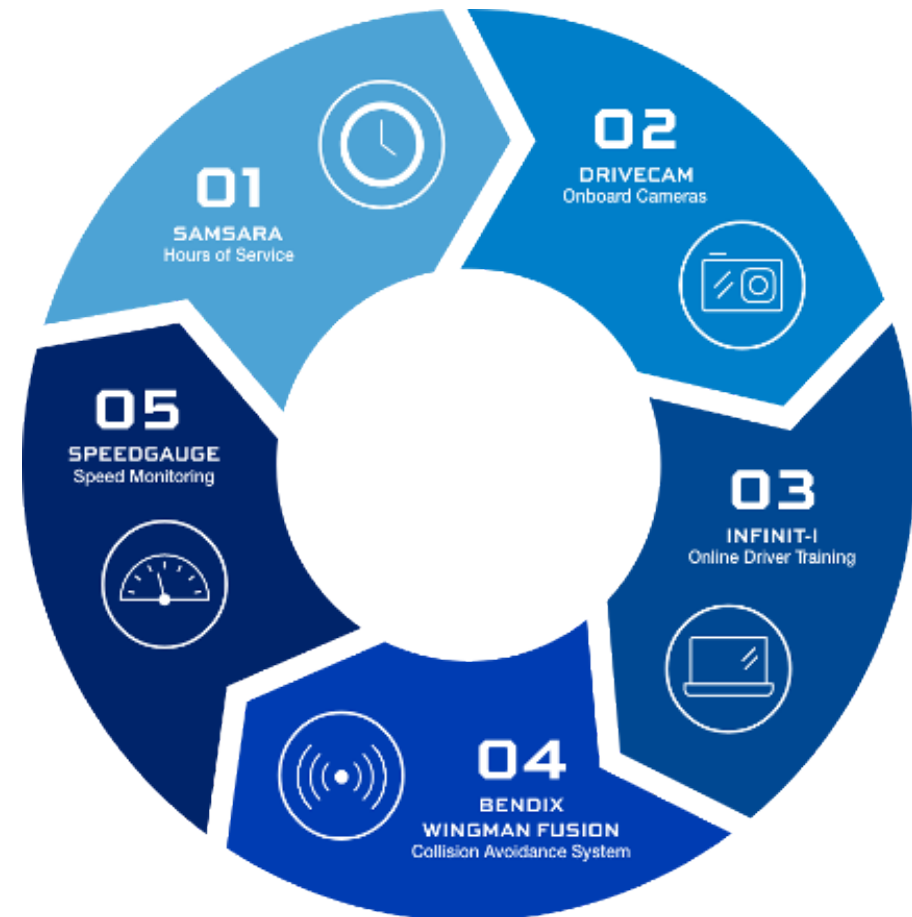 01
SAMSARA
Hours of Service
02
DRIVECAM
Onboard Cameras
03
INFINIT-I
Online Driver Training
04
BENDIX
WINGMAN FUSION
Collision Avoidance System
05
SPEEDGAUGE
Speed Monitoring